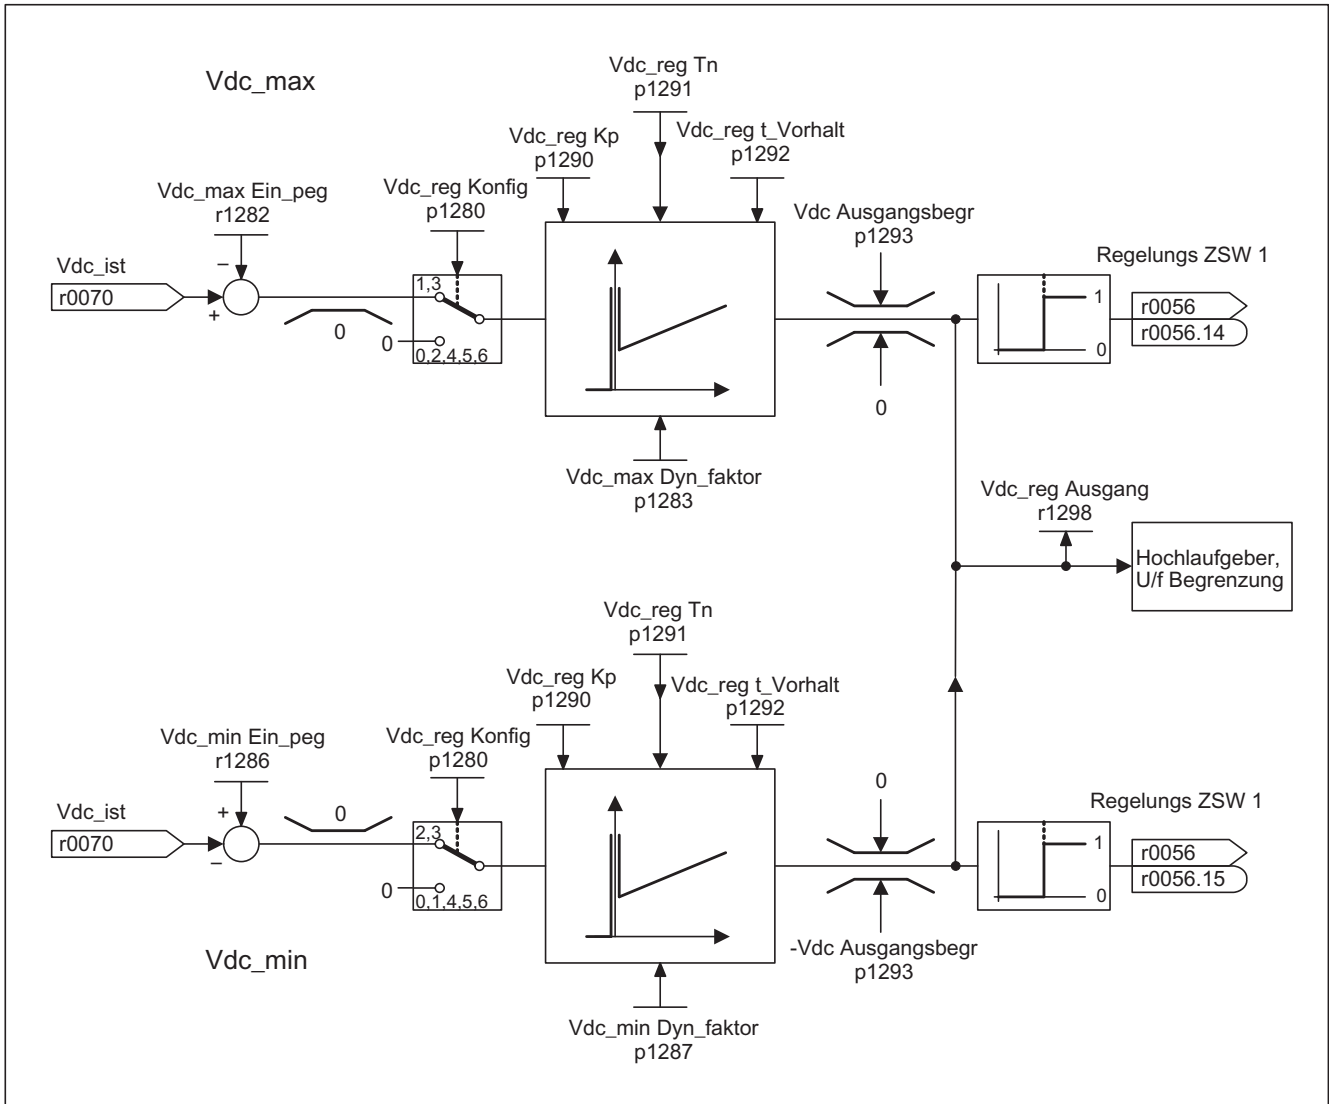 Vdc_max
Vdc_reg Tn
p1291
Vdc_reg Kp
p1290
Vdc_reg t_Vorhalt
p1292
Vdc_max Ein_peg
r1282
Vdc_reg Konfig
p1280
Vdc Ausgangsbegr
p1293
Regelungs ZSW 1
Vdc_ist
r0070
–
+
0
1,3
0
0,2,4,5,6
0
1
0
r0056
r0056.14
Vdc_max Dyn_faktor
p1283
Vdc_reg Ausgang
r1298
Hochlaufgeber,
U/f Begrenzung
Vdc_reg Tn
p1291
Vdc_reg Kp
p1290
Vdc_reg t_Vorhalt
p1292
Vdc_min Ein_peg
r1286
Vdc_reg Konfig
p1280
0
Regelungs ZSW 1
Vdc_ist
r0070
+
–
0
2,3
0
0,1,4,5,6
1
0
r0056
r0056.15
-Vdc Ausgangsbegr
p1293
Vdc_min
Vdc_min Dyn_faktor
p1287